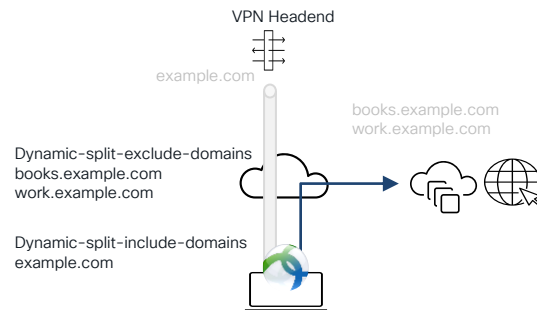 VPN Headend
example.com
books.example.com
work.example.com
Dynamic-split-exclude-domains
books.example.com
work.example.com
Dynamic-split-include-domains
example.com